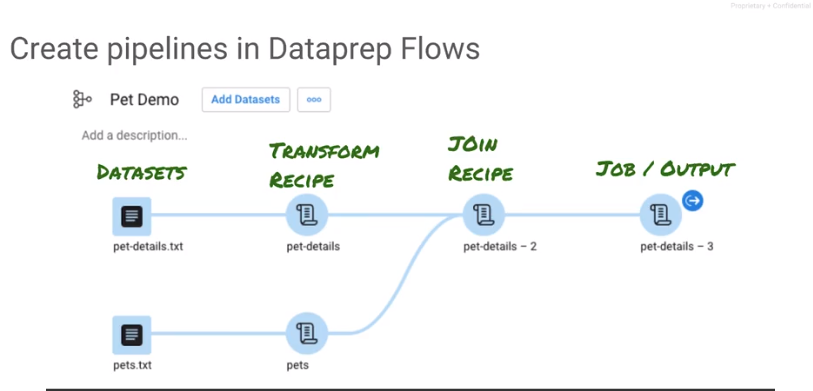 Proprietary + Confidential
Create pipelines in Dataprep Flows
Pet Demo
Add Datasets
Add a description...
DATASETS
TRANSFORM
RECIPE
JOIN
RECIPE
JOB / OUTPUT
pet-details.txt
pet-details
pet-details – 2
pet-details – 3
pets.txt
pets